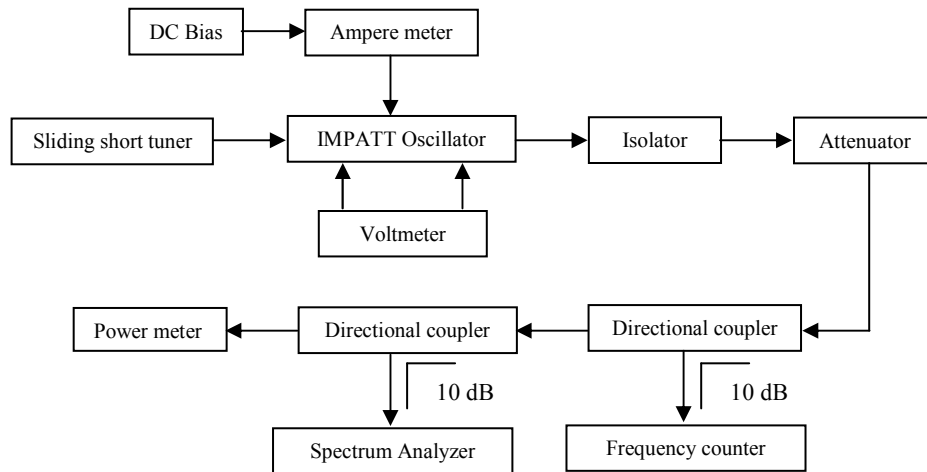 DC Bias
Ampere meter
Sliding short tuner
IMPATT Oscillator
Isolator
Attenuator
Voltmeter
Power meter
Directional coupler
Directional coupler
10 dB
10 dB
Spectrum Analyzer
Frequency counter